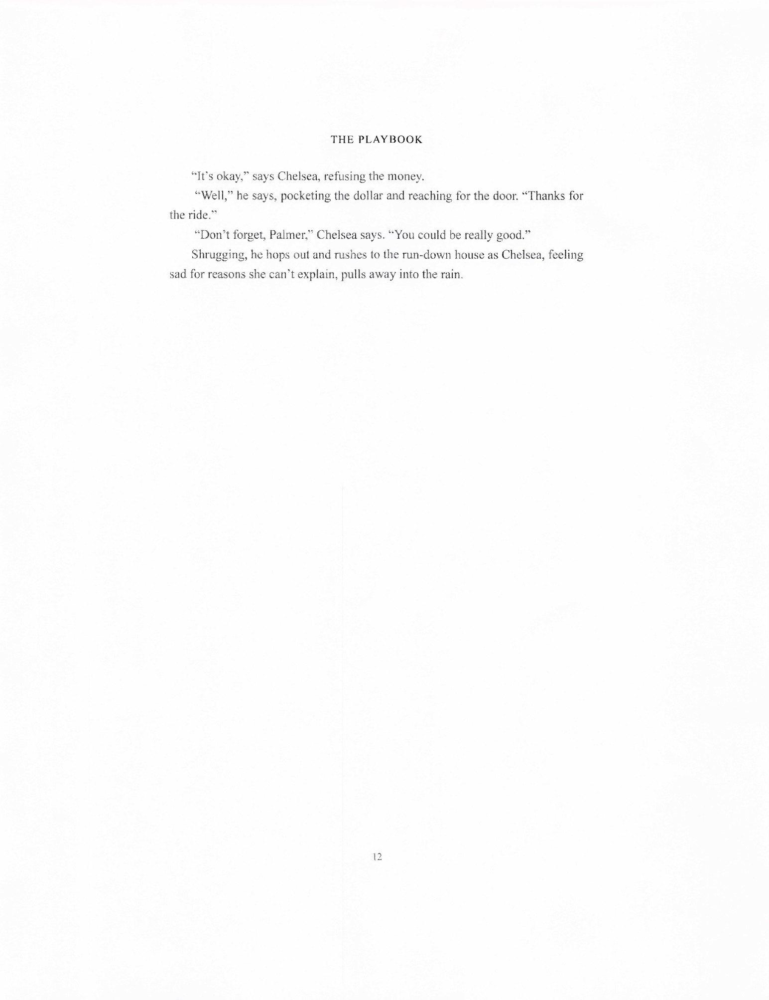 THE PLAYBOOK
“It's okay,” says Chelsea, refusing the money.
“Well,” he says, pocketing the dollar and reaching for the door. “Thanks for
the ride.”
“Don't forget, Palmer,” Chelsea says. “You could be really good.”
Shrugging, he hops out and rushes to the run-down house as Chelsea, feeling
sad for reasons she can't explain, pulls away into the rain.
12